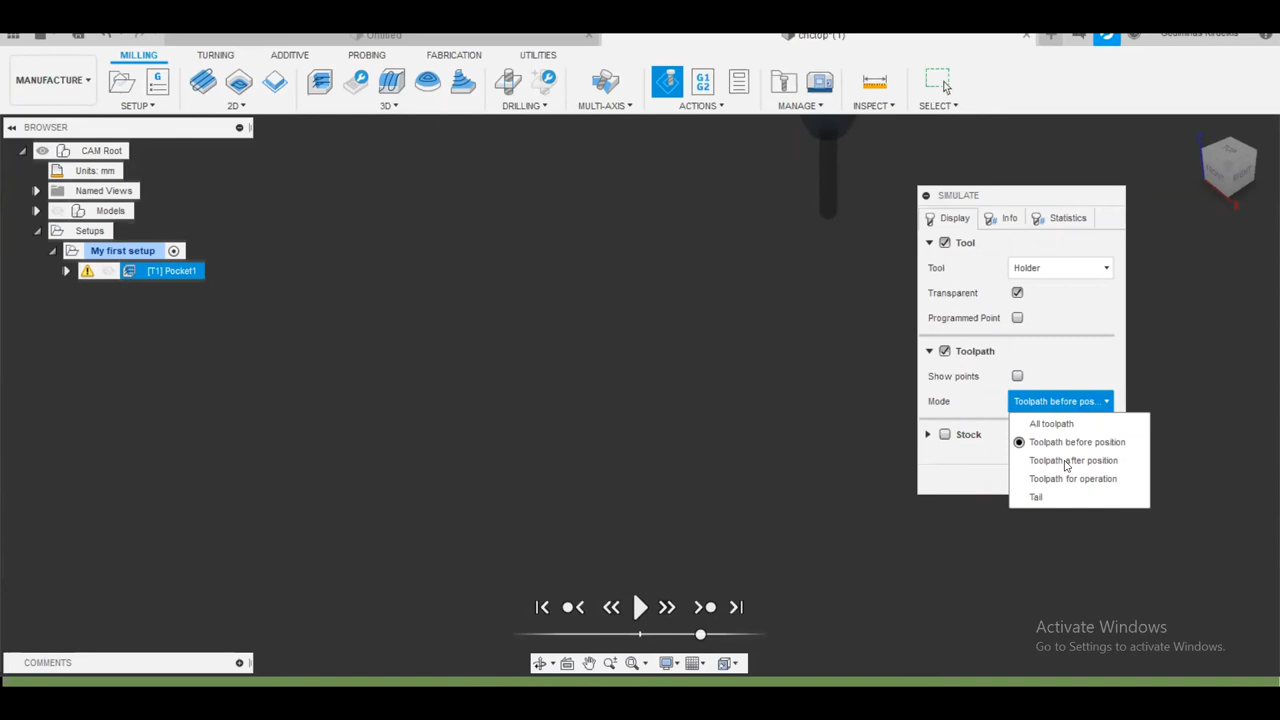 Untitled
MILLING TURNING ADDITIVE PROBING FABRICATION UTILITIES
MANUFACTURE
G
G1
G2
SETUP 2D 3D DRILLING MULTI-AXIS ACTIONS MANAGE INSPECT SELECT
BROWSER
CAM Root
Units: mm
Named Views
Models
Setups
My first setup
[T1] Pocket1
SIMULATE
Display Info Statistics
Tool
Tool Holder
Transparent
Programmed Point
Toolpath
Show points
Mode Toolpath before pos...
All toolpath
Toolpath before position
Stock
Toolpath after position
Toolpath for operation
Tail
Activate Windows
Go to Settings to activate Windows.
COMMENTS